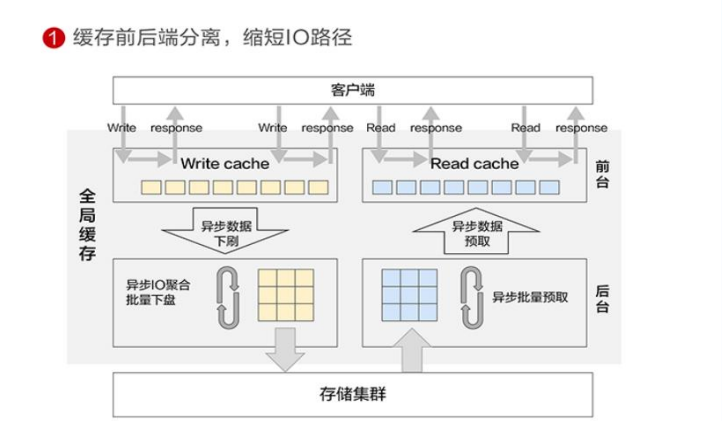 1 缓存前后端分离，缩短IO路径
客户端
Write response Write response Read response Read response
Write cache Read cache
前台
全局缓存
异步数据
下刷
异步数据
预取
异步IO聚合
批量下盘
异步批量预取
后台
存储集群